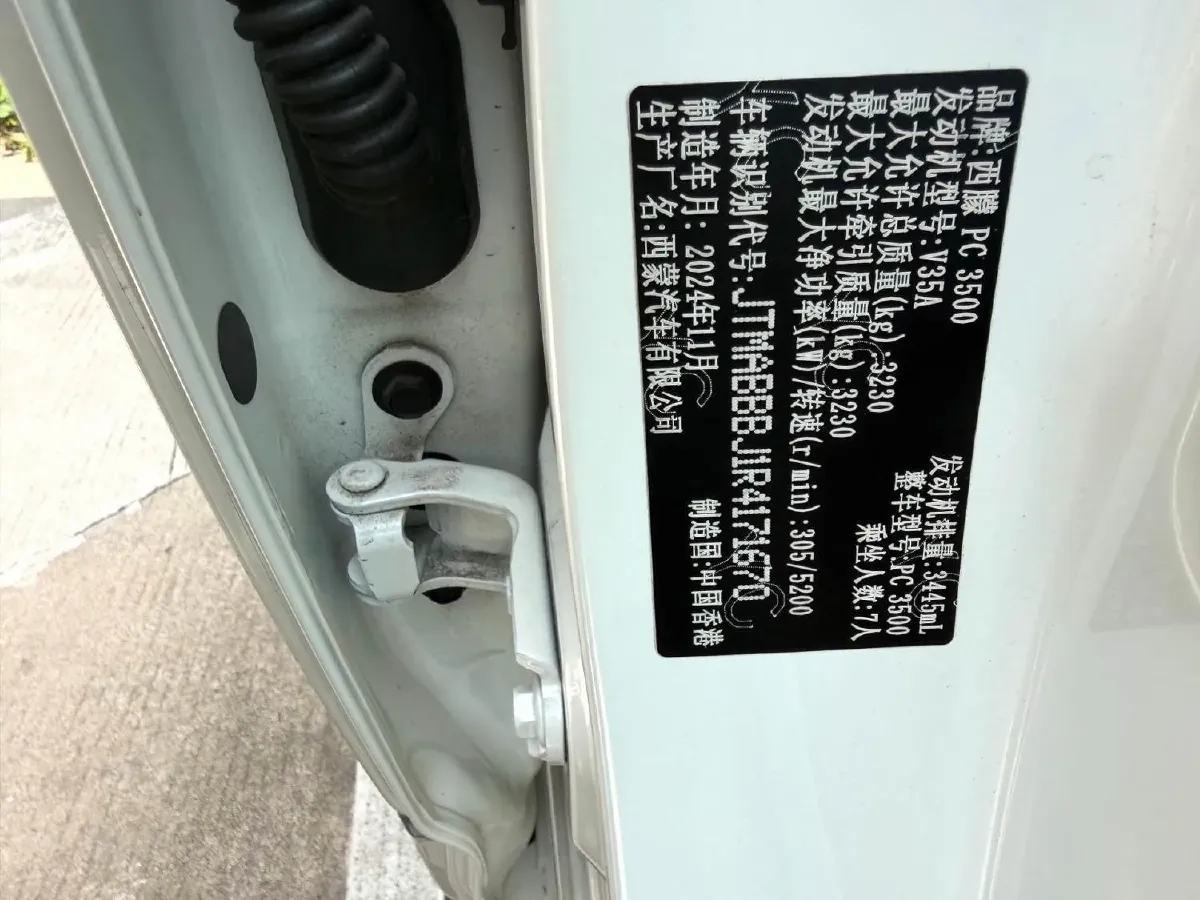 品牌:西朦 PC 3500
发动机型号:V35A 发动机排量:3445mL
最大允许总质量(kg):3230 整车型号:PC 3500
最大允许牵引质量(kg):3230 乘坐人数:7人
发动机最大净功率(kW)/转速(r/min):305/5200
车辆识别代号:JTMABBBJ1R4171670
制造年月: 2024年11月 制造国:中国香港
生产厂名:西蒙汽车有限公司